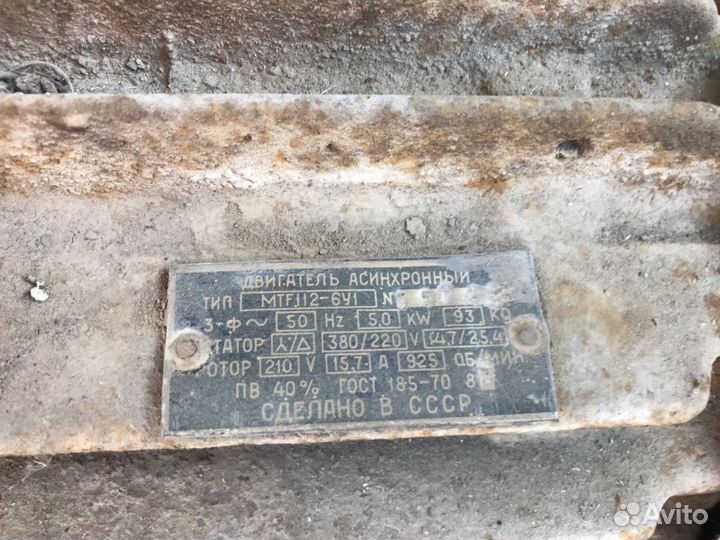 ДВИГАТЕЛЬ АСИНХРОННЫЙ
ТИП MTF112-6У1 №
3-ф~ 50 Hz 5.0 KW 93 KG
СТАТОР ⅄/Δ 380/220 V 14.7/25.4
РОТОР 210 V 15.7 A 925 ОБ/МИН
ПВ 40% ГОСТ 185-70 8
СДЕЛАНО В СССР
Avito